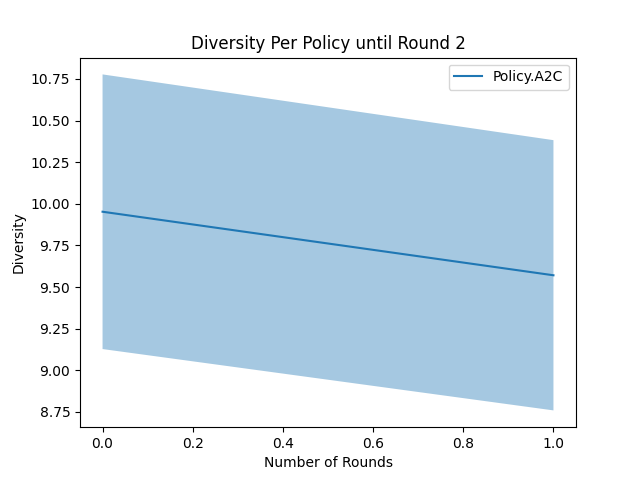 Diversity Per Policy until Round 2
Policy.A2C
10.75
10.50
10.25
10.00
9.75
9.50
9.25
9.00
8.75
Diversity
0.0 0.2 0.4 0.6 0.8 1.0
Number of Rounds